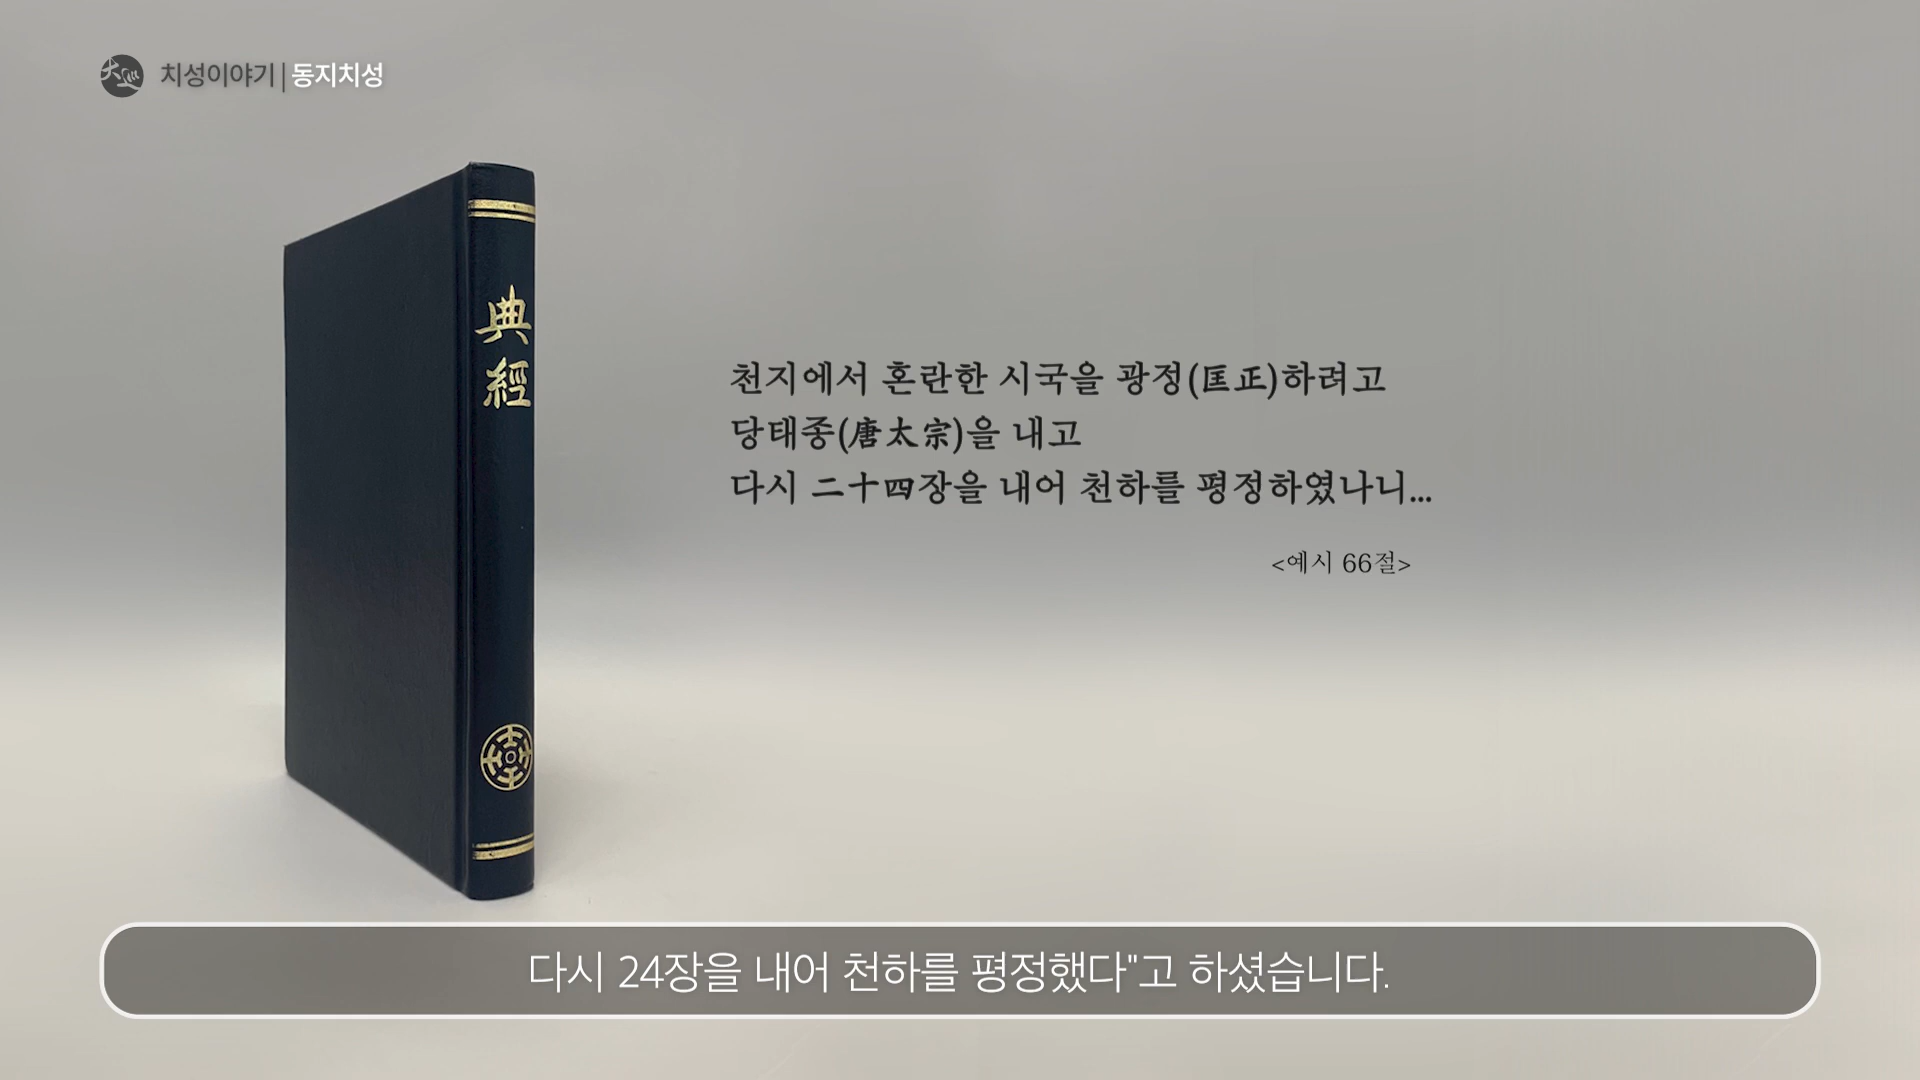 치성이야기 | 동지치성
典經
천지에서 혼란한 시국을 광정(匡正)하려고
당태종(唐太宗)을 내고
다시 二十四장을 내어 천하를 평정하였나니...
<예시 66절>
다시 24장을 내어 천하를 평정했다"고 하셨습니다.